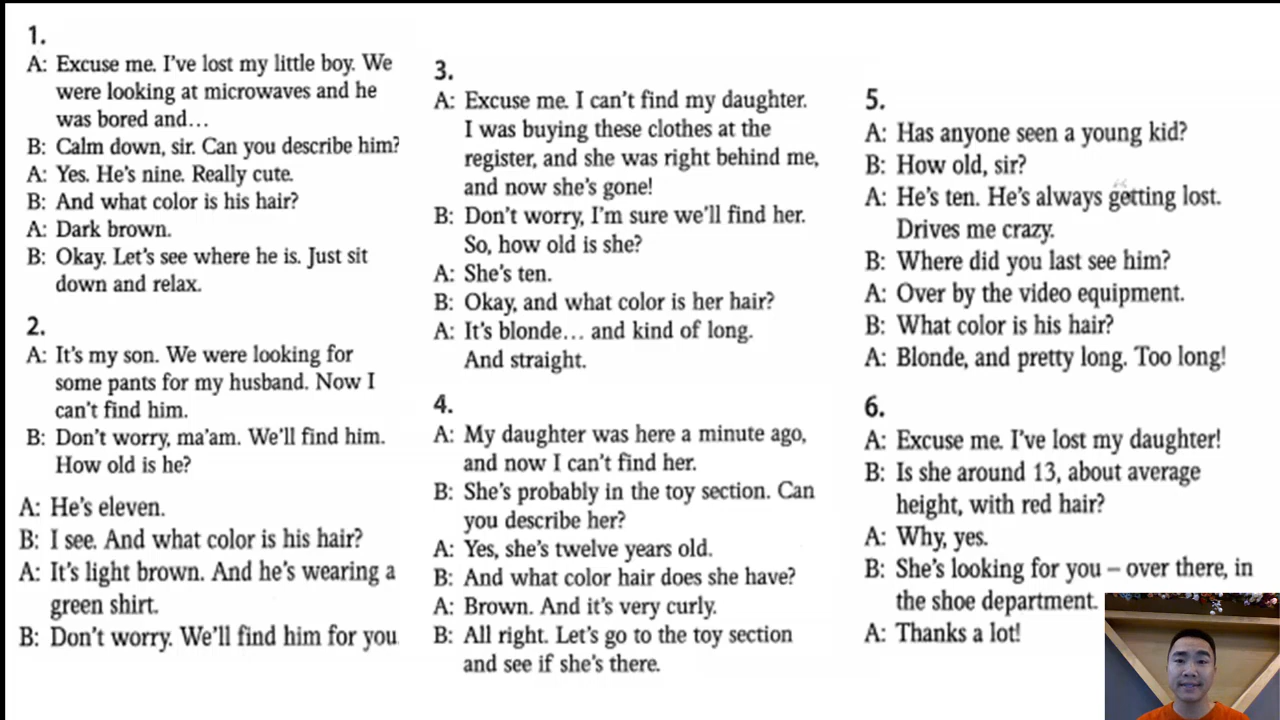 1.
A: Excuse me. I've lost my little boy. We
were looking at microwaves and he
was bored and...
B: Calm down, sir. Can you describe him?
A: Yes. He's nine. Really cute.
B: And what color is his hair?
A: Dark brown.
B: Okay. Let's see where he is. Just sit
down and relax.
2.
A: It's my son. We were looking for
some pants for my husband. Now I
can't find him.
B: Don't worry, ma'am. We'll find him.
How old is he?
A: He's eleven.
B: I see. And what color is his hair?
A: It's light brown. And he's wearing a
green shirt.
B: Don't worry. We'll find him for you
3.
A: Excuse me. I can't find my daughter.
I was buying these clothes at the
register, and she was right behind me,
and now she's gone!
B: Don't worry, I'm sure we'll find her.
So, how old is she?
A: She's ten.
B: Okay, and what color is her hair?
A: It's blonde... and kind of long.
And straight.
4.
A: My daughter was here a minute ago,
and now I can't find her.
B: She's probably in the toy section. Can
you describe her?
A: Yes, she's twelve years old.
B: And what color hair does she have?
A: Brown. And it's very curly.
B: All right. Let's go to the toy section
and see if she's there.
5.
A: Has anyone seen a young kid?
B: How old, sir?
A: He's ten. He's always getting lost.
Drives me crazy.
B: Where did you last see him?
A: Over by the video equipment.
B: What color is his hair?
A: Blonde, and pretty long. Too long!
6.
A: Excuse me. I've lost my daughter!
B: Is she around 13, about average
height, with red hair?
A: Why, yes.
B: She's looking for you – over there, in
the shoe department.
A: Thanks a lot!